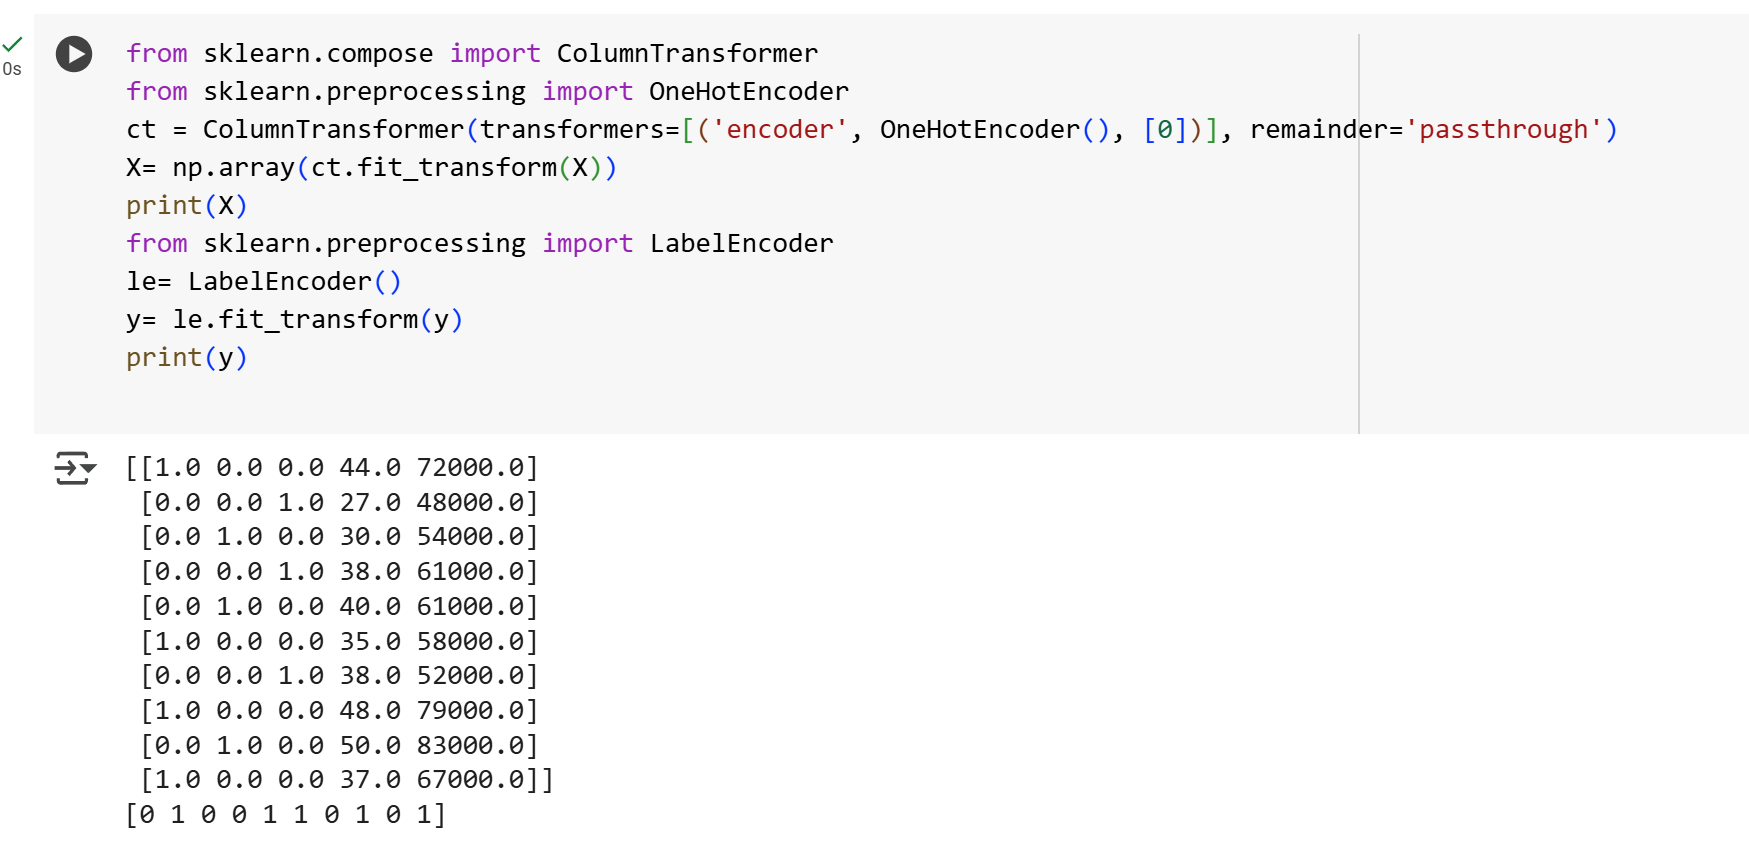 0s
from sklearn.compose import ColumnTransformer
from sklearn.preprocessing import OneHotEncoder
ct = ColumnTransformer(transformers=[('encoder', OneHotEncoder(), [0])], remainder='passthrough')
X= np.array(ct.fit_transform(X))
print(X)
from sklearn.preprocessing import LabelEncoder
le= LabelEncoder()
y= le.fit_transform(y)
print(y)
[[1.0 0.0 0.0 44.0 72000.0]
 [0.0 0.0 1.0 27.0 48000.0]
 [0.0 1.0 0.0 30.0 54000.0]
 [0.0 0.0 1.0 38.0 61000.0]
 [0.0 1.0 0.0 40.0 61000.0]
 [1.0 0.0 0.0 35.0 58000.0]
 [0.0 0.0 1.0 38.0 52000.0]
 [1.0 0.0 0.0 48.0 79000.0]
 [0.0 1.0 0.0 50.0 83000.0]
 [1.0 0.0 0.0 37.0 67000.0]]
[0 1 0 0 1 1 0 1 0 1]